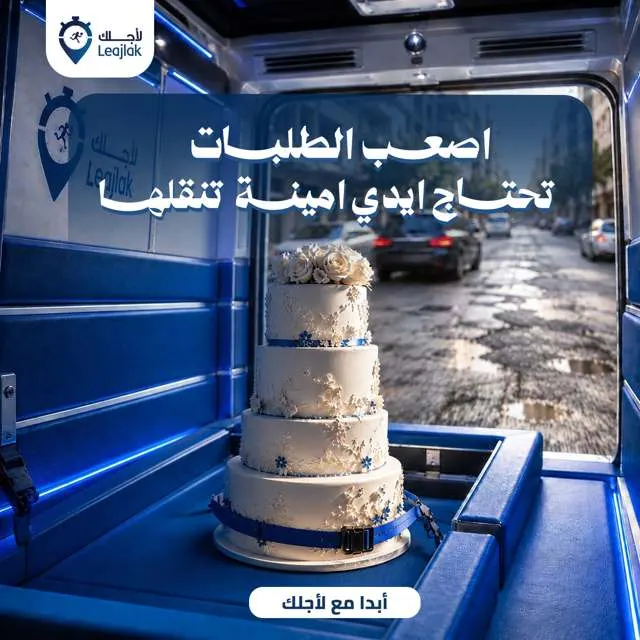 لأجلك
Leajlak
لأجلك
Leajlak
اصعب الطلبات
تحتاج ايدي امينة تنقلها
أبدا مع لأجلك